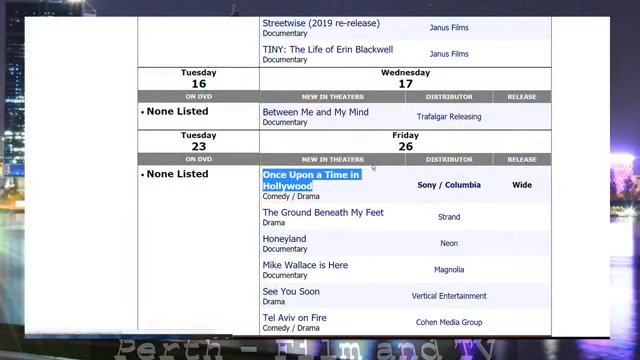 Streetwise (2019 re-release)
Documentary
Janus Films
TINY: The Life of Erin Blackwell
Documentary
Janus Films
Tuesday
16
Wednesday
17
ON DVD
NEW IN THEATERS
DISTRIBUTOR
RELEASE
• None Listed
Between Me and My Mind
Documentary
Trafalgar Releasing
Tuesday
23
Friday
26
ON DVD
NEW IN THEATERS
DISTRIBUTOR
RELEASE
• None Listed
Once Upon a Time in
Hollywood
Comedy / Drama
Sony / Columbia
Wide
The Ground Beneath My Feet
Drama
Strand
Honeyland
Documentary
Neon
Mike Wallace is Here
Documentary
Magnolia
See You Soon
Drama
Vertical Entertainment
Tel Aviv on Fire
Comedy / Drama
Cohen Media Group
Perth - Film and TV